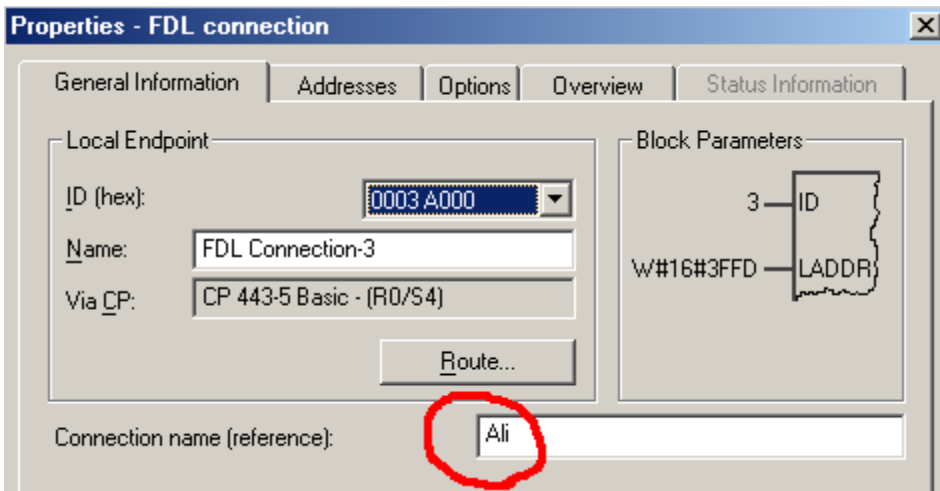 Properties - FDL connection
General Information
Addresses
Options
Overview
Status Information
Local Endpoint
ID (hex):
0003 A000
Name:
FDL Connection-3
Via CP:
CP 443-5 Basic - (R0/S4)
Route...
Block Parameters
3
ID
W#16#3FFD
LADDR
Connection name (reference):
Ali